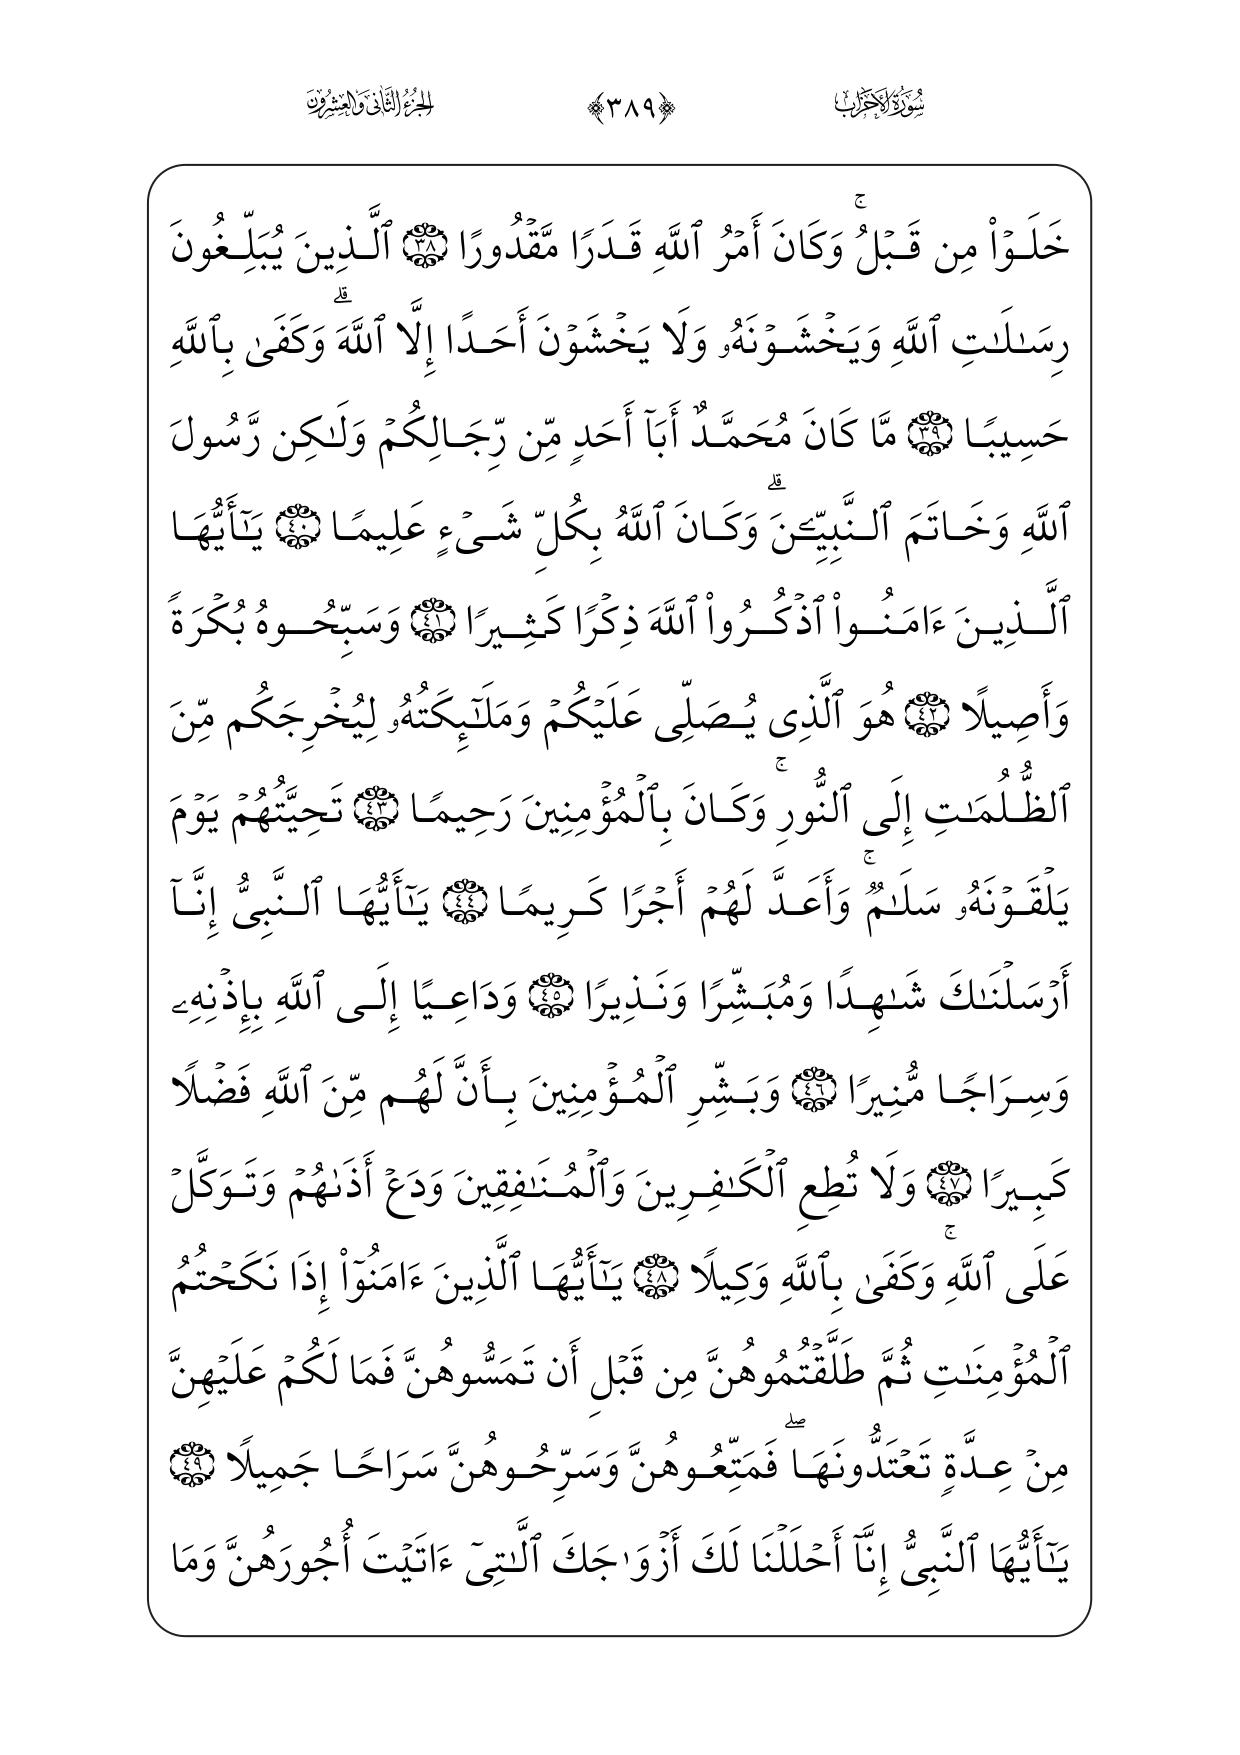 سُورَةُ الأَحْزَاب ﴿٣٨٩﴾ الجُزْءُ الثَّانِي وَالعِشْرُونَ
خَلَوۡاْ مِن قَبۡلُۚ وَكَانَ أَمۡرُ ٱللَّهِ قَدَرٗا مَّقۡدُورًا ٣٨ ٱلَّذِينَ يُبَلِّغُونَ
رِسَٰلَٰتِ ٱللَّهِ وَيَخۡشَوۡنَهُۥ وَلَا يَخۡشَوۡنَ أَحَدًا إِلَّا ٱللَّهَۗ وَكَفَىٰ بِٱللَّهِ
حَسِيبٗا ٣٩ مَّا كَانَ مُحَمَّدٌ أَبَآ أَحَدٖ مِّن رِّجَالِكُمۡ وَلَٰكِن رَّسُولَ
ٱللَّهِ وَخَاتَمَ ٱلنَّبِيِّـۧنَۗ وَكَانَ ٱللَّهُ بِكُلِّ شَيۡءٍ عَلِيمٗا ٤٠ يَٰٓأَيُّهَا
ٱلَّذِينَ ءَامَنُواْ ٱذۡكُرُواْ ٱللَّهَ ذِكۡرٗا كَثِيرٗا ٤١ وَسَبِّحُوهُ بُكۡرَةٗ
وَأَصِيلًا ٤٢ هُوَ ٱلَّذِي يُصَلِّي عَلَيۡكُمۡ وَمَلَٰٓئِكَتُهُۥ لِيُخۡرِجَكُم مِّنَ
ٱلظُّلُمَٰتِ إِلَى ٱلنُّورِۚ وَكَانَ بِٱلۡمُؤۡمِنِينَ رَحِيمٗا ٤٣ تَحِيَّتُهُمۡ يَوۡمَ
يَلۡقَوۡنَهُۥ سَلَٰمٞۚ وَأَعَدَّ لَهُمۡ أَجۡرٗا كَرِيمٗا ٤٤ يَٰٓأَيُّهَا ٱلنَّبِيُّ إِنَّآ
أَرۡسَلۡنَٰكَ شَٰهِدٗا وَمُبَشِّرٗا وَنَذِيرٗا ٤٥ وَدَاعِيًا إِلَى ٱللَّهِ بِإِذۡنِهِۦ
وَسِرَاجٗا مُّنِيرٗا ٤٦ وَبَشِّرِ ٱلۡمُؤۡمِنِينَ بِأَنَّ لَهُم مِّنَ ٱللَّهِ فَضۡلٗا
كَبِيرٗا ٤٧ وَلَا تُطِعِ ٱلۡكَٰفِرِينَ وَٱلۡمُنَٰفِقِينَ وَدَعۡ أَذَىٰهُمۡ وَتَوَكَّلۡ
عَلَى ٱللَّهِۚ وَكَفَىٰ بِٱللَّهِ وَكِيلٗا ٤٨ يَٰٓأَيُّهَا ٱلَّذِينَ ءَامَنُوٓاْ إِذَا نَكَحۡتُمُ
ٱلۡمُؤۡمِنَٰتِ ثُمَّ طَلَّقۡتُمُوهُنَّ مِن قَبۡلِ أَن تَمَسُّوهُنَّ فَمَا لَكُمۡ عَلَيۡهِنَّ
مِنۡ عِدَّةٖ تَعۡتَدُّونَهَاۖ فَمَتِّعُوهُنَّ وَسَرِّحُوهُنَّ سَرَاحٗا جَمِيلٗا ٤٩
يَٰٓأَيُّهَا ٱلنَّبِيُّ إِنَّآ أَحۡلَلۡنَا لَكَ أَزۡوَٰجَكَ ٱلَّٰتِيٓ ءَاتَيۡتَ أُجُورَهُنَّ وَمَا